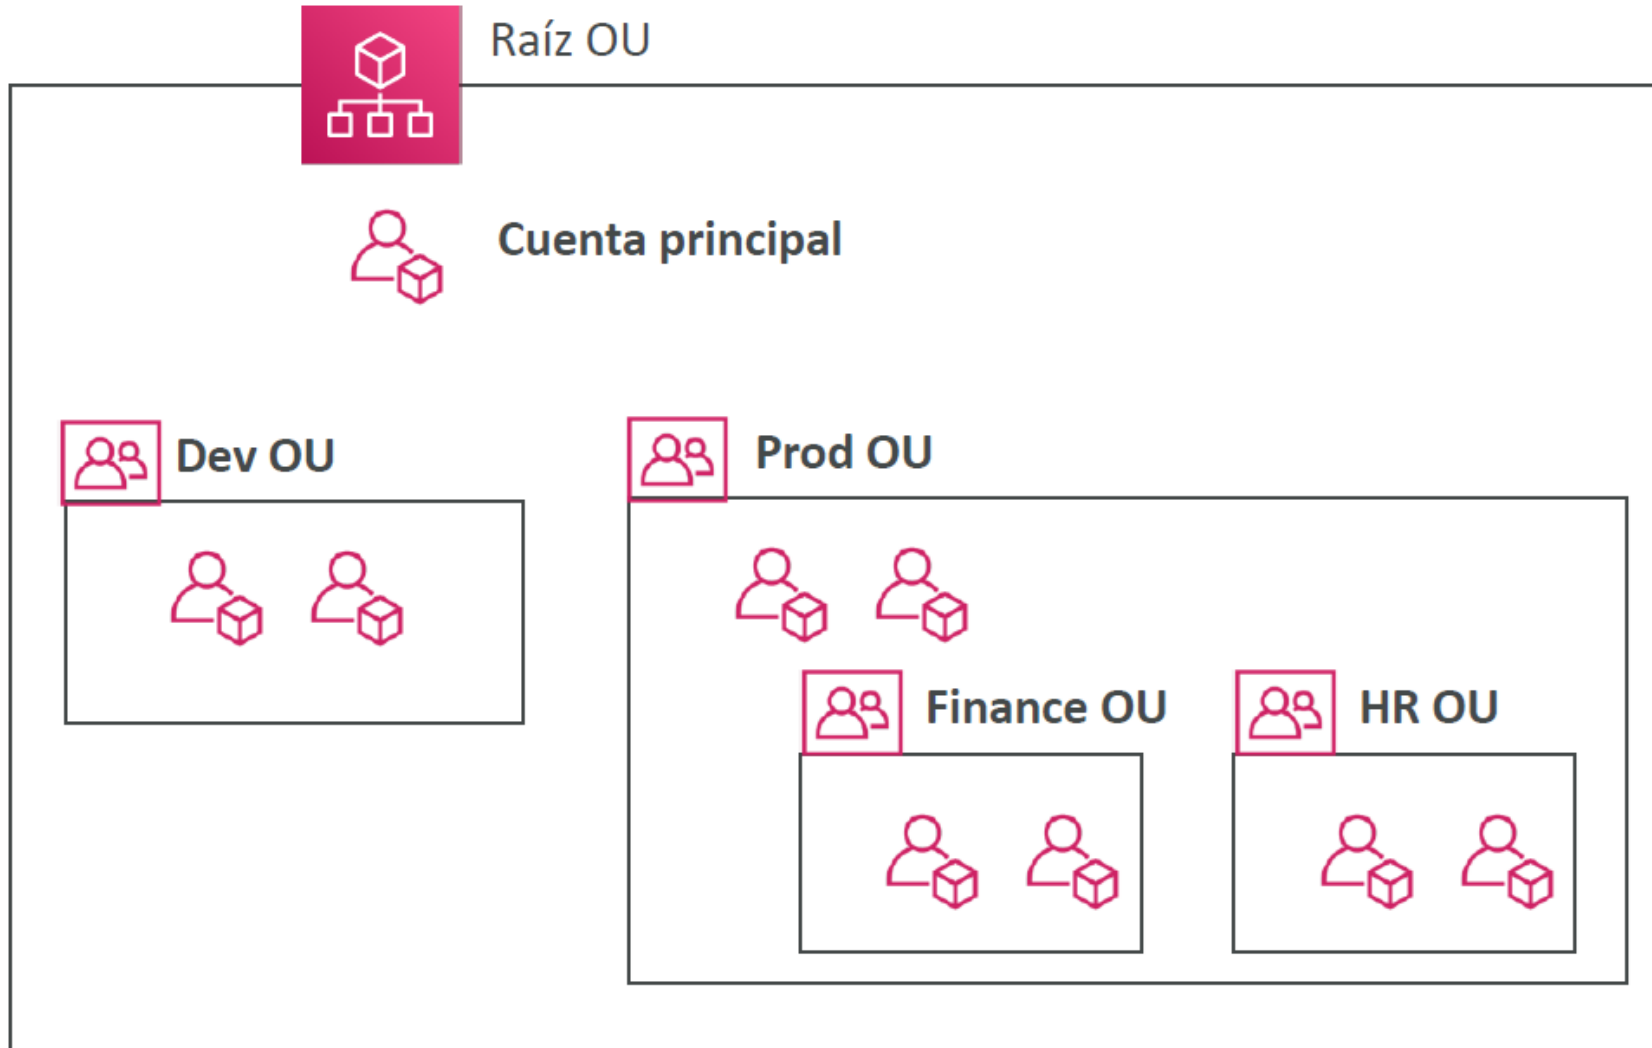 Raíz OU
Cuenta principal
Dev OU
Prod OU
Finance OU
HR OU